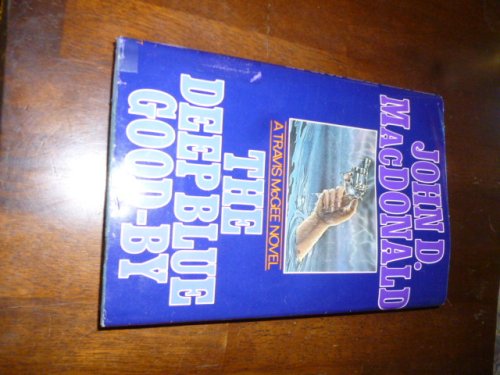 JOHN D.
MACDONALD
A TRAVIS McGEE NOVEL
THE
DEEP BLUE
GOOD-BY